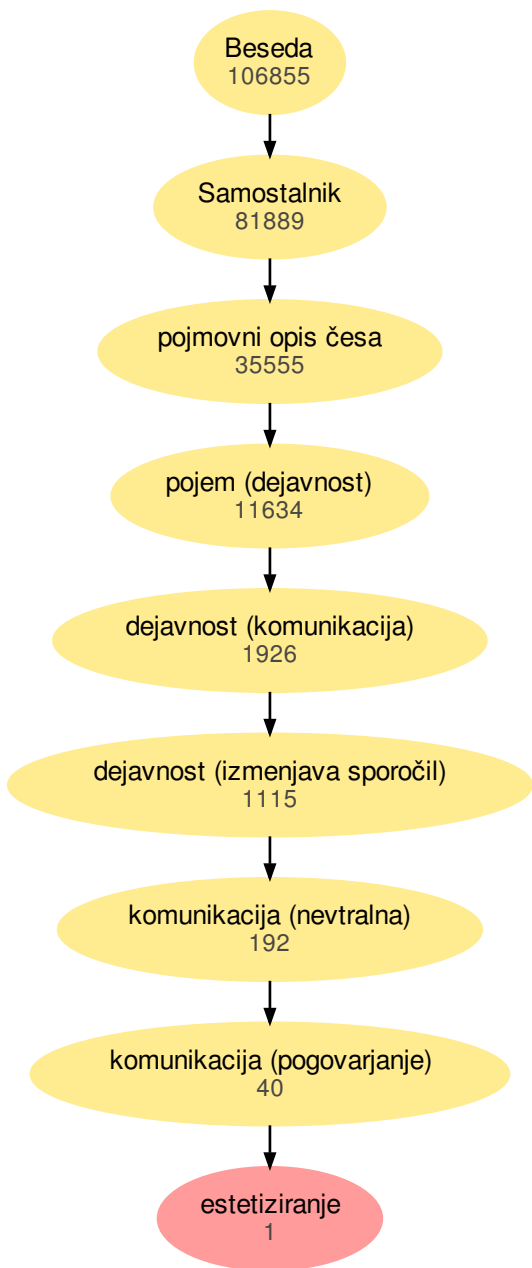 Beseda
106855
Samostalnik
81889
pojmovni opis česa
35555
pojem (dejavnost)
11634
dejavnost (komunikacija)
1926
dejavnost (izmenjava sporočil)
1115
komunikacija (nevtralna)
192
komunikacija (pogovarjanje)
40
estetiziranje
1